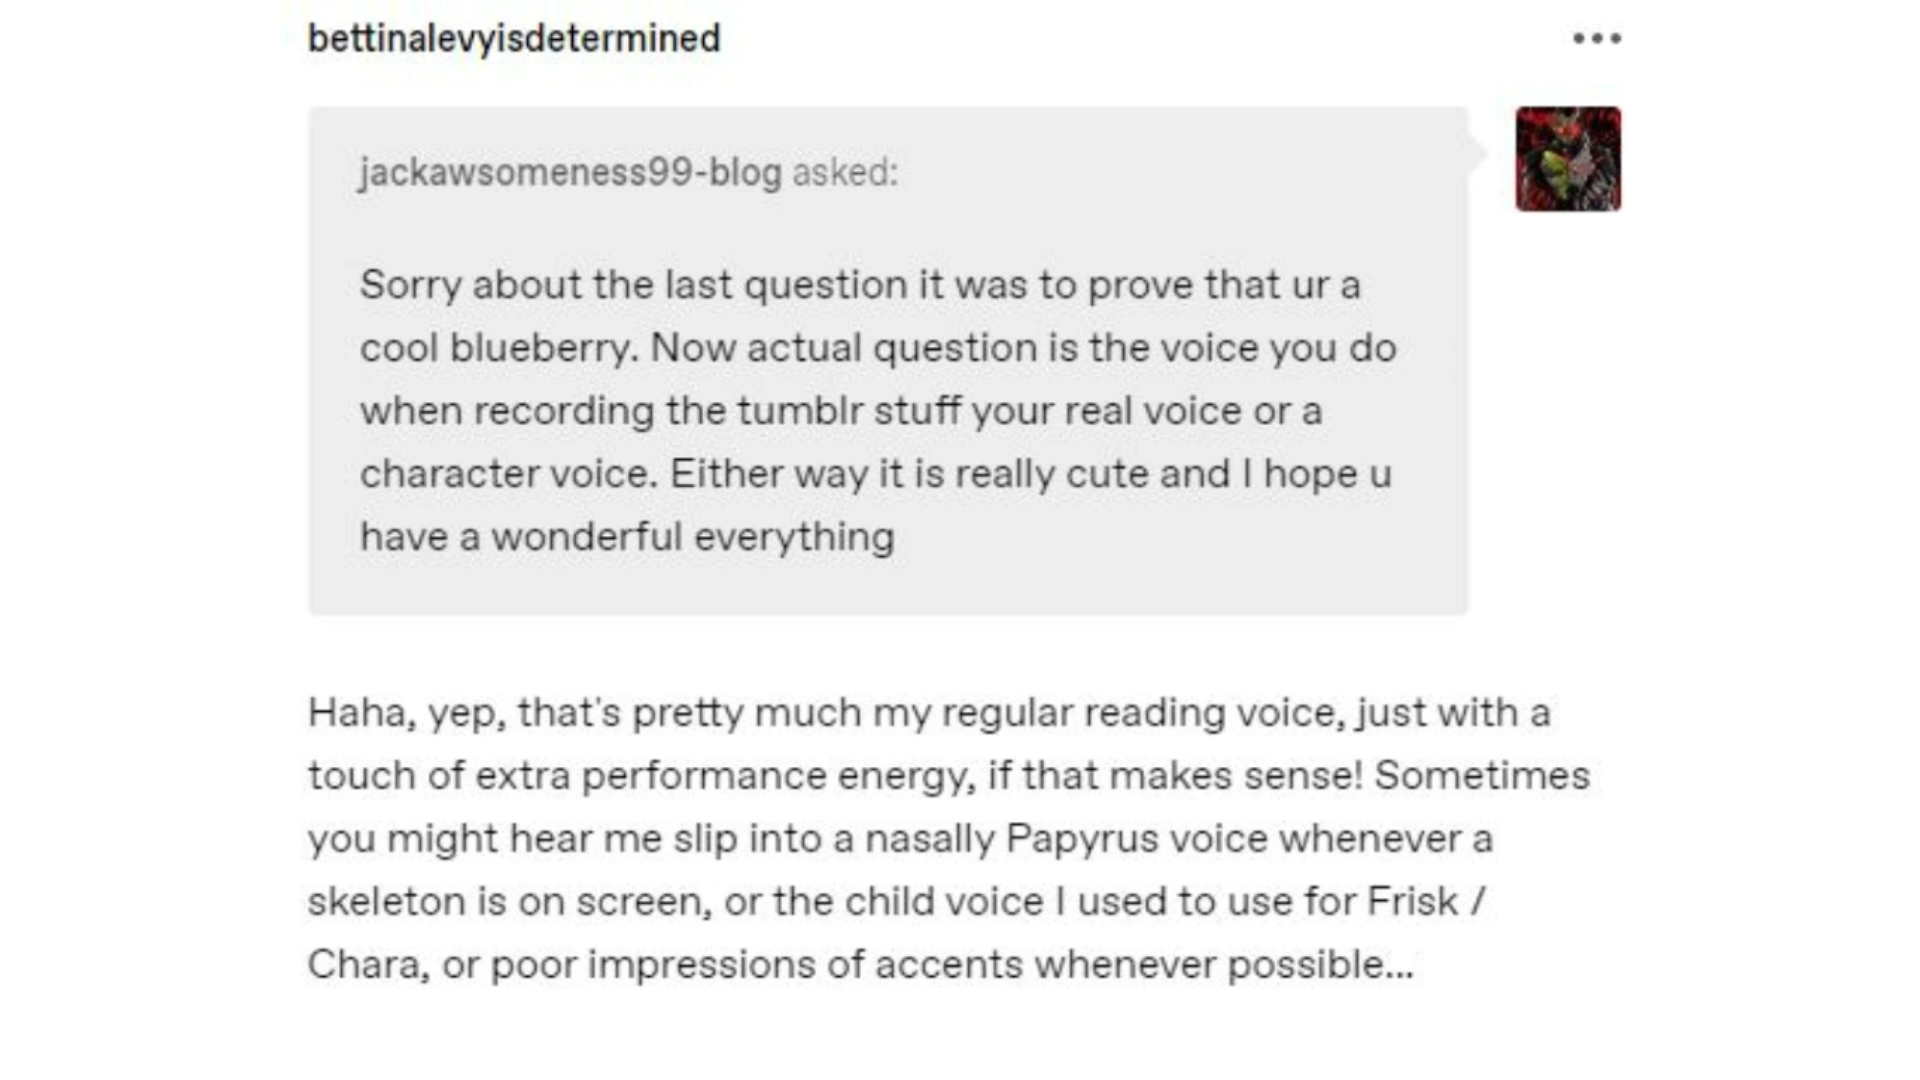 bettinalevyisdetermined
jackawsomeness99-blog asked:
Sorry about the last question it was to prove that ur a
cool blueberry. Now actual question is the voice you do
when recording the tumblr stuff your real voice or a
character voice. Either way it is really cute and I hope u
have a wonderful everything
Haha, yep, that's pretty much my regular reading voice, just with a
touch of extra performance energy, if that makes sense! Sometimes
you might hear me slip into a nasally Papyrus voice whenever a
skeleton is on screen, or the child voice I used to use for Frisk /
Chara, or poor impressions of accents whenever possible...